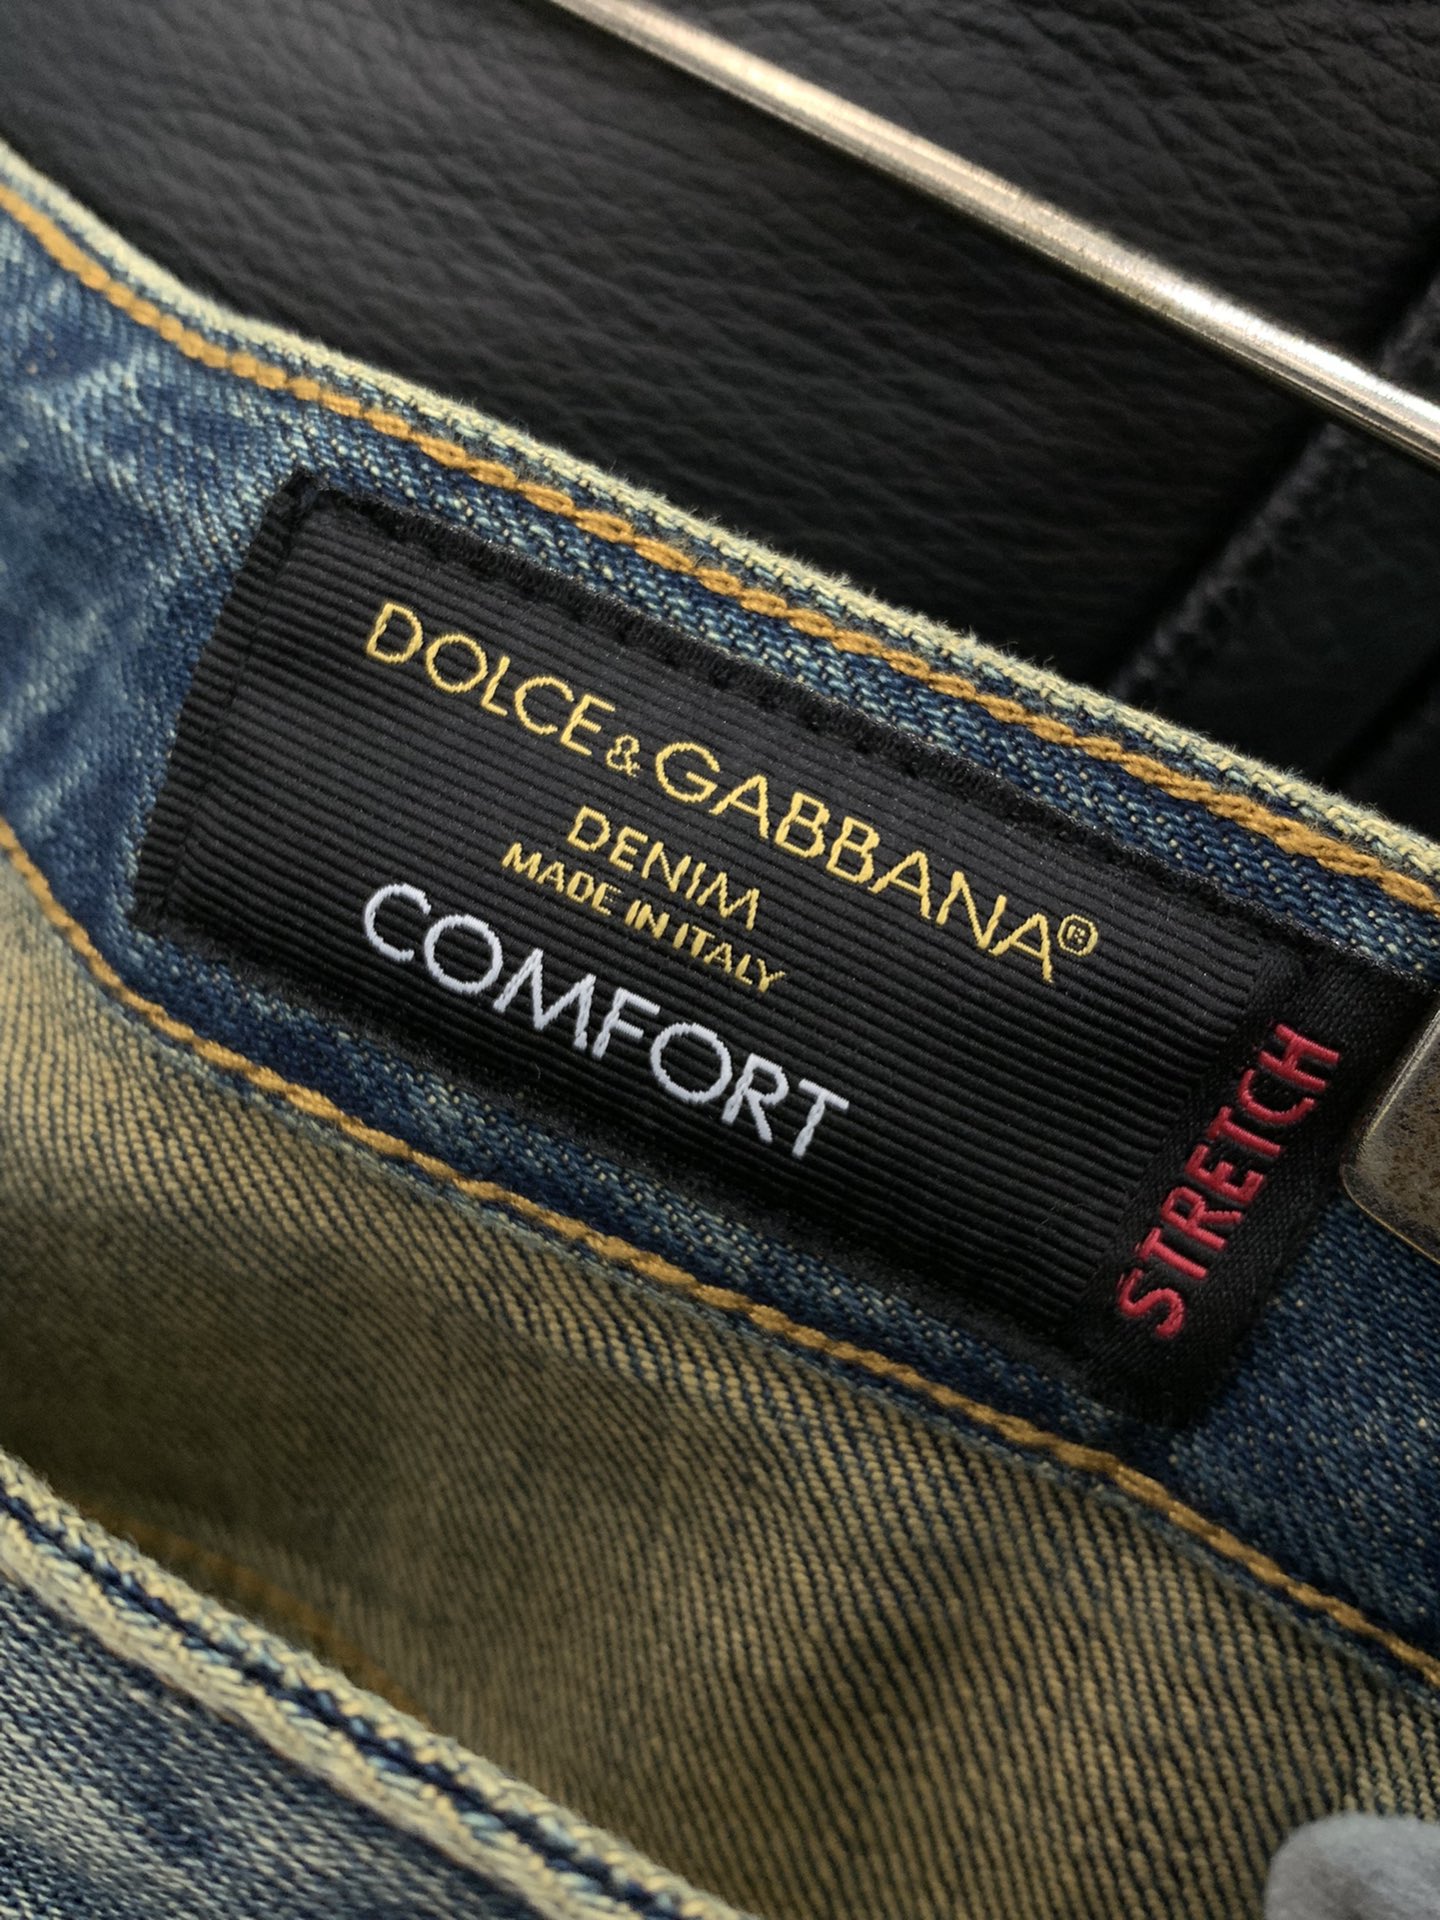 DOLCE & GABBANA®
DENIM
MADE IN ITALY
COMFORT
STRETCH